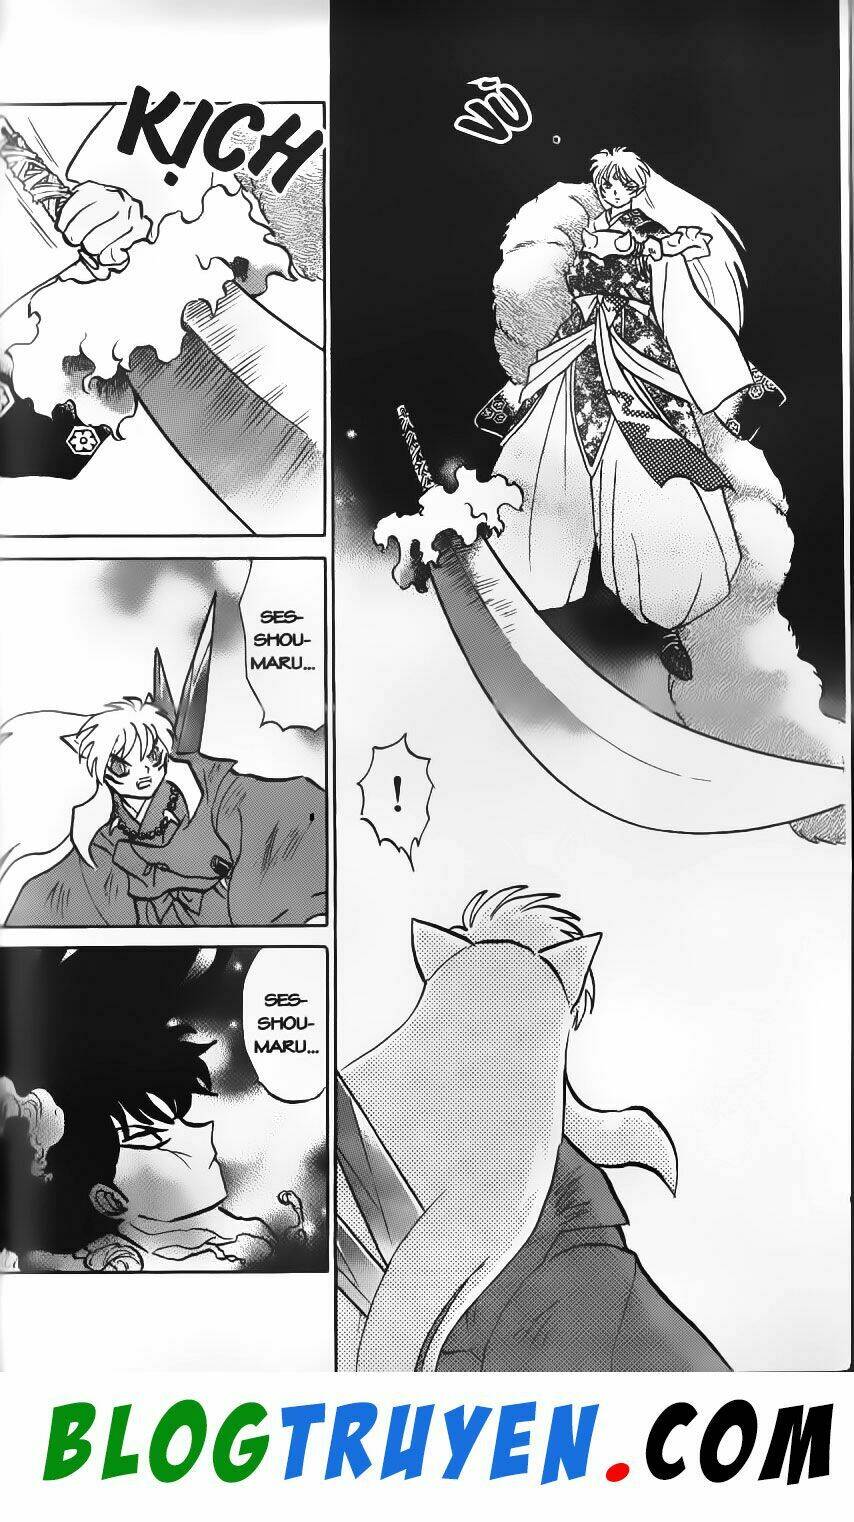 VÙ
!
KỊCH
SES-
SHOU-
MARU...
SES-
SHOU-
MARU...
BLOGTRUYEN.COM